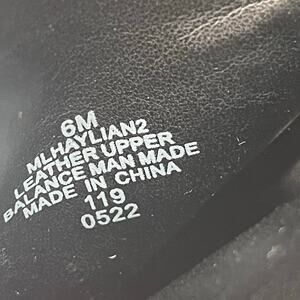 6M
MLHAYLIAN2
LEATHER UPPER
BALANCE MAN MADE
MADE IN CHINA
119
0522